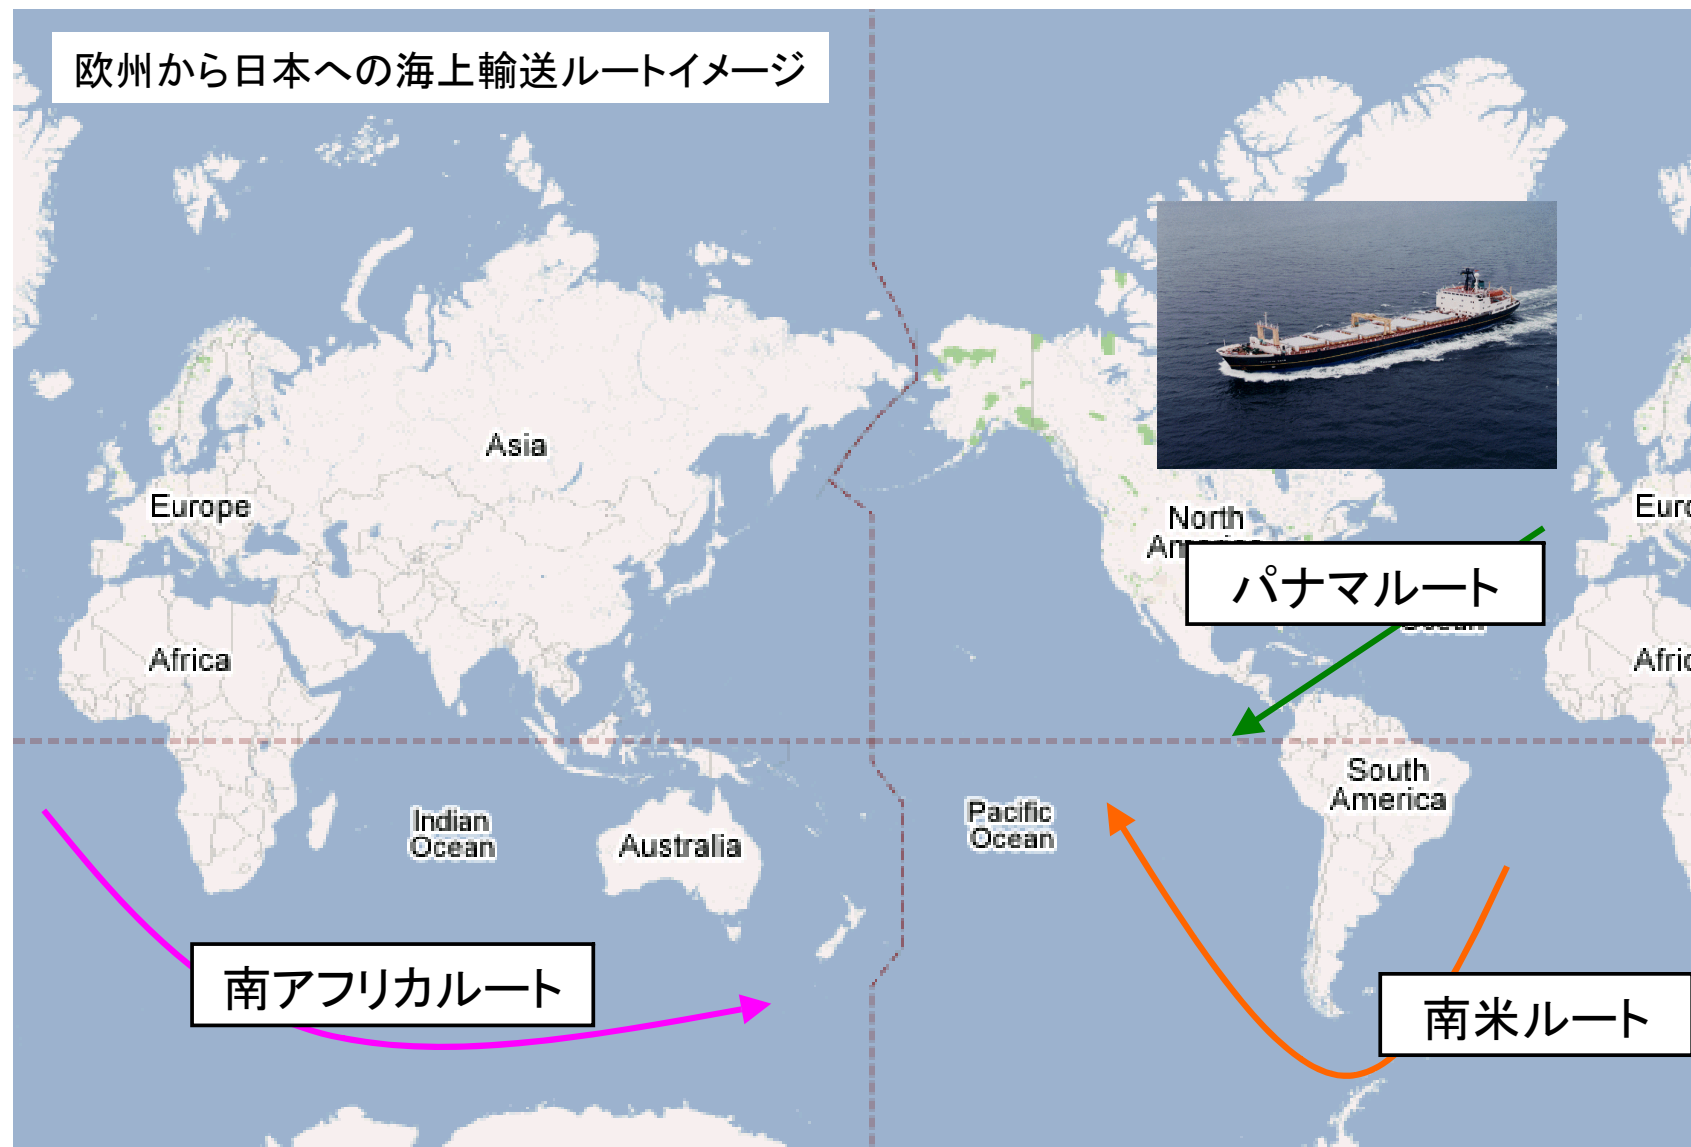 欧州から日本への海上輸送ルートイメージ
Asia
Europe
North
パナマルート
Africa
South
America
Indian
Ocean
Australia
Pacific
Ocean
南アフリカルート
南米ルート